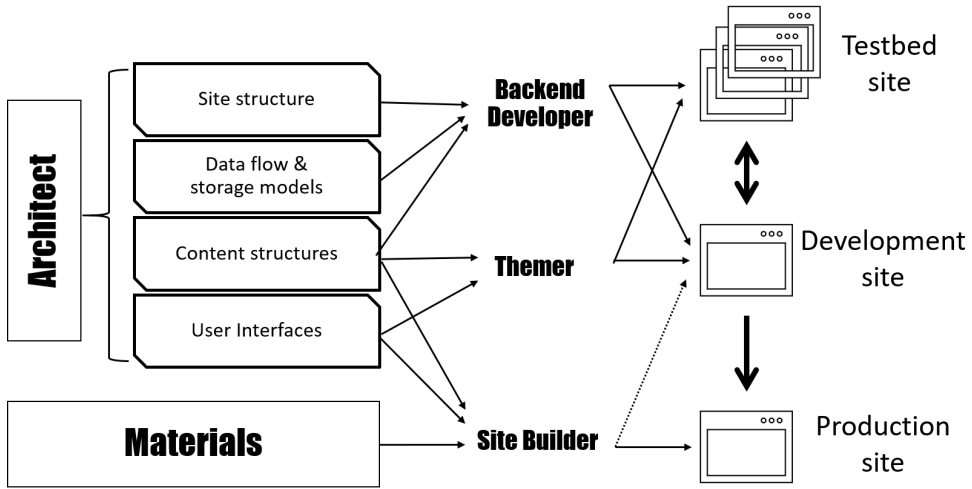 Architect
Site structure
Data flow &
storage models
Content structures
User Interfaces
Materials
Backend
Developer
Themer
Site Builder
Testbed
site
Development
site
Production
site